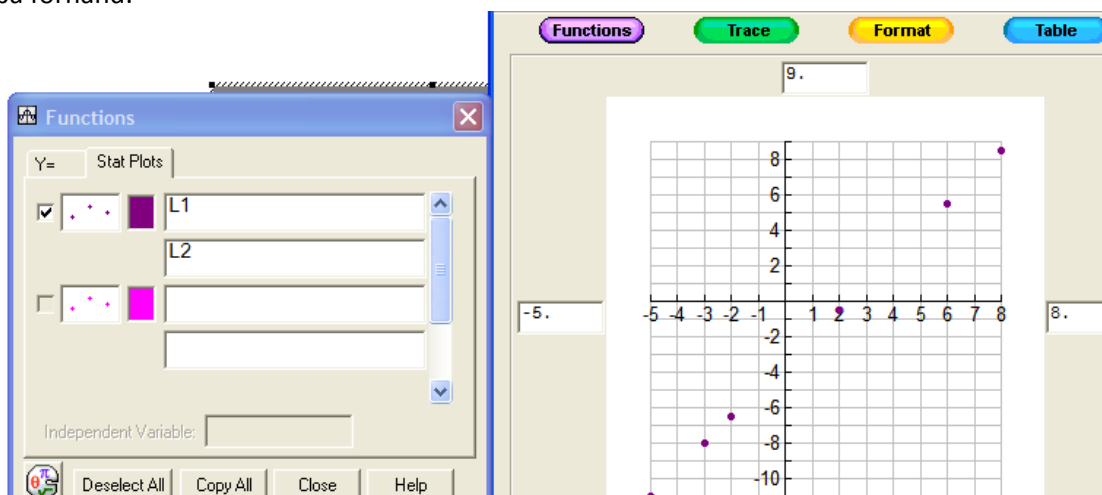 på förhand.
Functions Trace Format Table
9.
Functions
Y= Stat Plots
L1
L2
Independent Variable:
Deselect All Copy All Close Help
-5.
8.
8
6
4
2
-5 -4 -3 -2 -1 1 2 3 4 5 6 7 8
-2
-4
-6
-8
-10